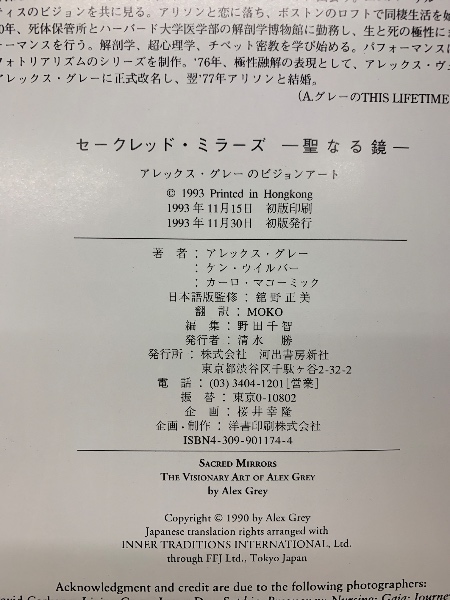 ティスのビジョンを共に見る。アリソンと恋に落ち、ボストンのロフトで同棲生活を始
0年、死体保管所とハーバード大学医学部の解剖学博物館に勤務し、生と死の極性に
ォーマンスを行う。解剖学、超心理学、チベット密教を学び始める。パフォーマンスに
フォトリアリズムのシリーズを制作。'76年、極性融解の表現として、アレックス・ヴェ
アレックス・グレーに正式改名し、翌'77年アリソンと結婚。
(A.グレーのTHIS LIFETIME
セークレッド・ミラーズ ―聖なる鏡―
アレックス・グレーのビジョンアート
© 1993 Printed in Hongkong
1993年11月15日 初版印刷
1993年11月30日 初版発行
著 者：アレックス・グレー
：ケン・ウイルバー
：カーロ・マコーミック
日本語版監修：舘野正美
翻 訳：MOKO
編 集：野田千智
発行者：清水 勝
発行所：株式会社 河出書房新社
東京都渋谷区千駄ヶ谷2-32-2
電 話：(03)3404-1201[営業]
振 替：東京0-10802
企 画：桜井幸隆
企画・制作：洋書印刷株式会社
ISBN4-309-901174-4
SACRED MIRRORS
THE VISIONARY ART OF ALEX GREY
by Alex Grey
Copyright © 1990 by Alex Grey
Japanese translation rights arranged with
INNER TRADITIONS INTERNATIONAL, Ltd.
through FFJ Ltd., Tokyo Japan
Acknowledgment and credit are due to the following photographers:
Nursing; Gaia; Journey